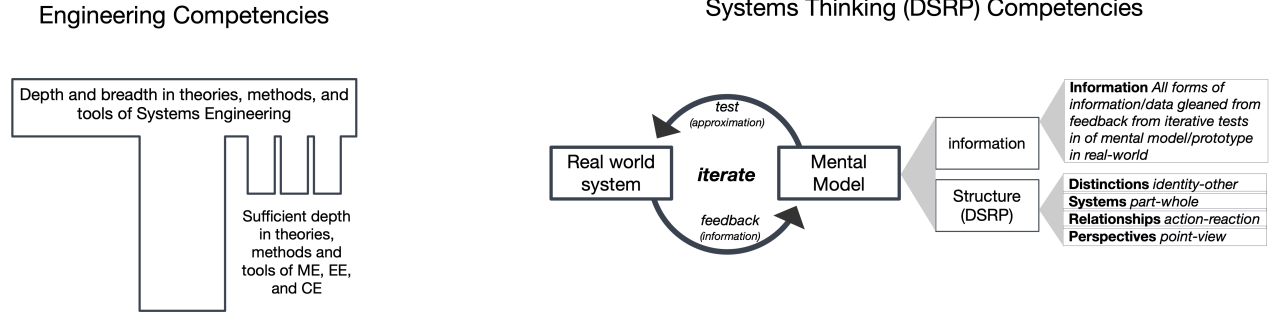 Engineering Competencies
Depth and breadth in theories, methods, and
tools of Systems Engineering
Sufficient depth
in theories,
methods and
tools of ME, EE,
and CE
Systems Thinking (DSRP) Competencies
test
(approximation)
Real world
system
iterate
Mental
Model
feedback
(information)
information
Structure
(DSRP)
Information All forms of
information/data gleaned from
feedback from iterative tests
in of mental model/prototype
in real-world
Distinctions identity-other
Systems part-whole
Relationships action-reaction
Perspectives point-view